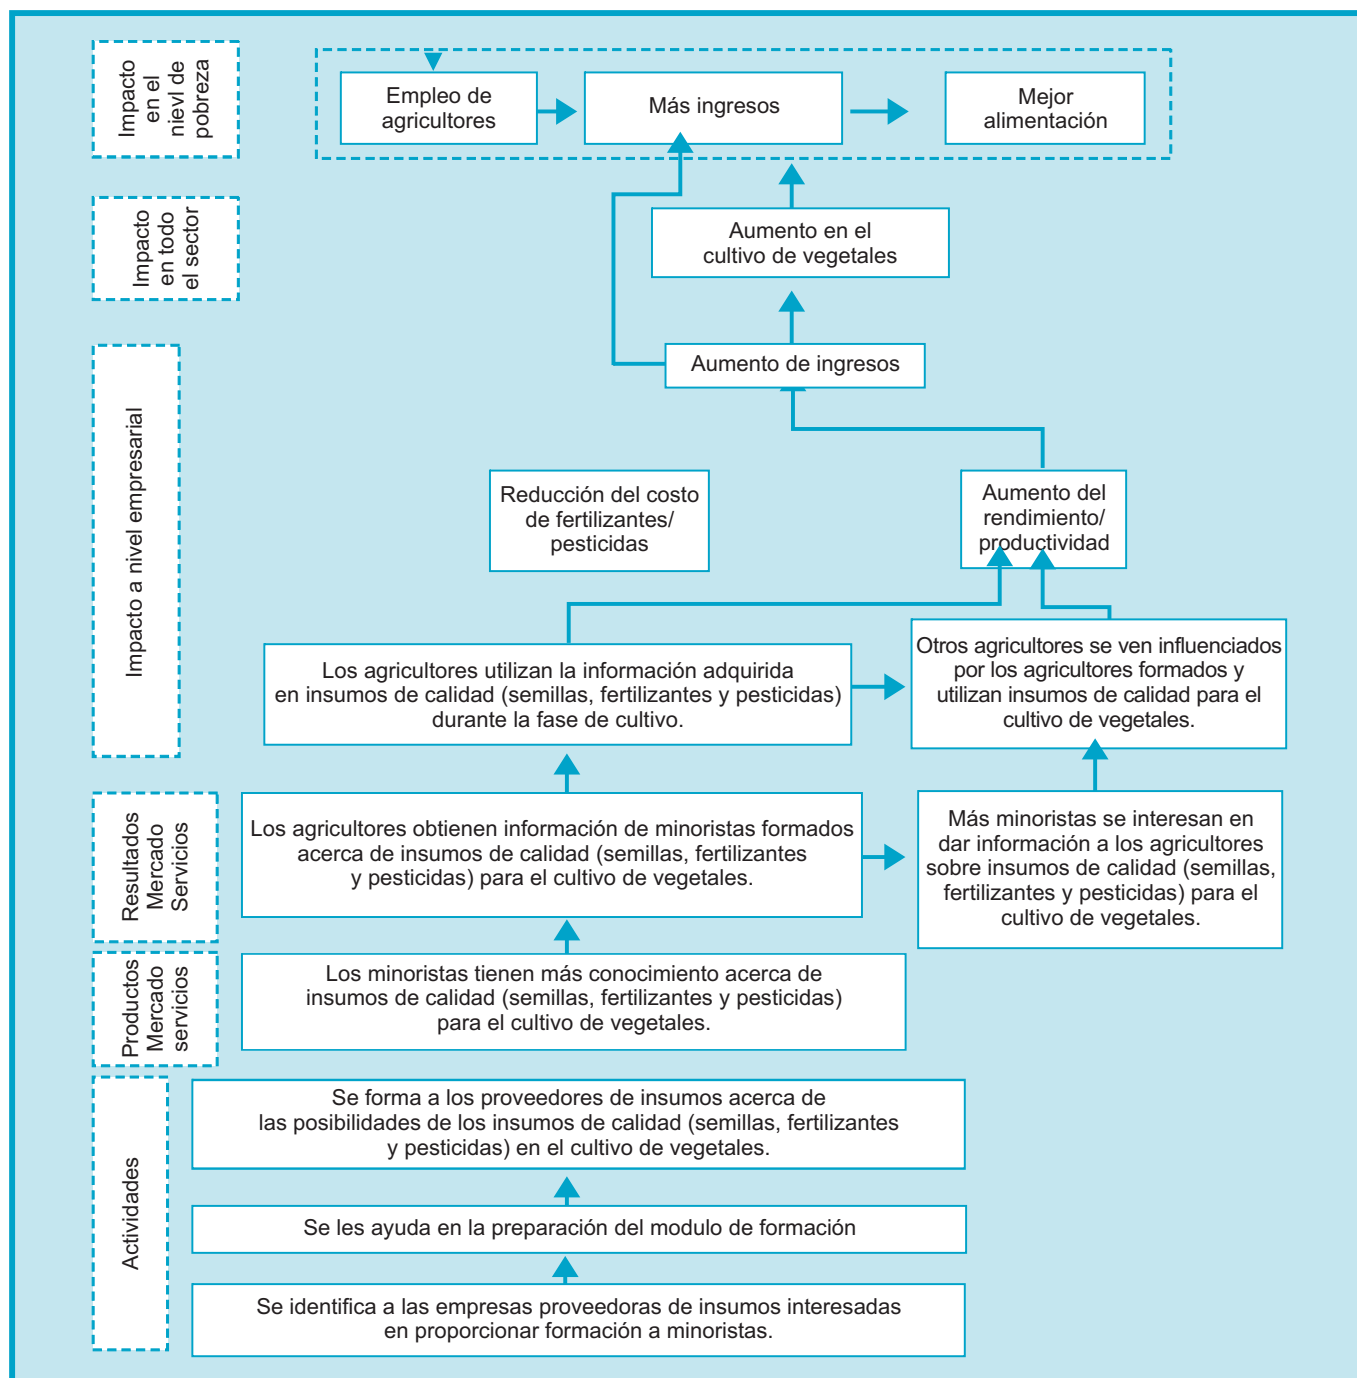 Impacto
en el
nievl de
pobreza
Empleo de
agricultores
Más ingresos
Mejor
alimentación
Impacto
en todo
el sector
Aumento en el
cultivo de vegetales
Impacto a nivel empresarial
Aumento de ingresos
Reducción del costo
de fertilizantes/
pesticidas
Aumento del
rendimiento/
productividad
Los agricultores utilizan la información adquirida
en insumos de calidad (semillas, fertilizantes y pesticidas)
durante la fase de cultivo.
Otros agricultores se ven influenciados
por los agricultores formados y
utilizan insumos de calidad para el
cultivo de vegetales.
Resultados
Mercado
Servicios
Los agricultores obtienen información de minoristas formados
acerca de insumos de calidad (semillas, fertilizantes
y pesticidas) para el cultivo de vegetales.
Más minoristas se interesan en
dar información a los agricultores
sobre insumos de calidad (semillas,
fertilizantes y pesticidas) para el
cultivo de vegetales.
Productos
Mercado
servicios
Los minoristas tienen más conocimiento acerca de
insumos de calidad (semillas, fertilizantes y pesticidas)
para el cultivo de vegetales.
Actividades
Se forma a los proveedores de insumos acerca de
las posibilidades de los insumos de calidad (semillas, fertilizantes
y pesticidas) en el cultivo de vegetales.
Se les ayuda en la preparación del modulo de formación
Se identifica a las empresas proveedoras de insumos interesadas
en proporcionar formación a minoristas.